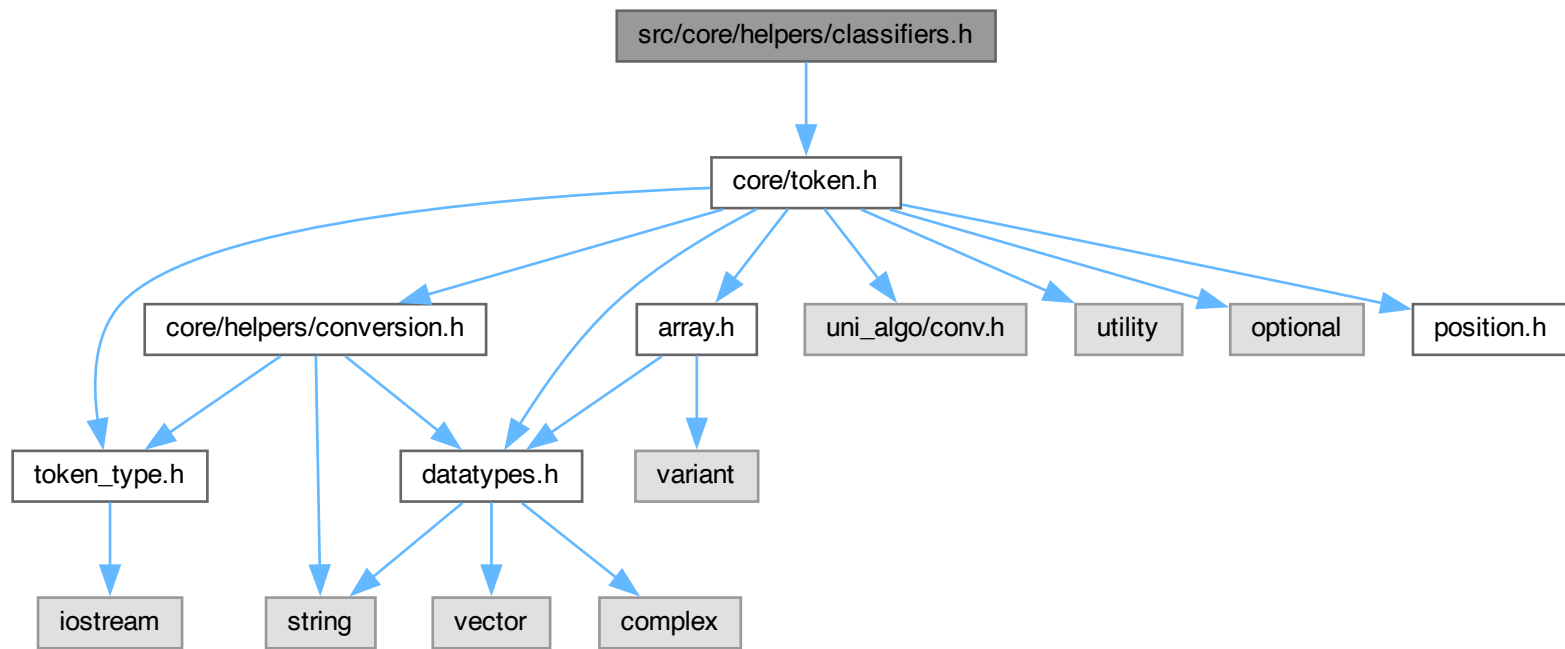 src/core/helpers/classifiers.h
core/token.h
core/helpers/conversion.h
array.h
uni_algo/conv.h
utility
optional
position.h
token_type.h
datatypes.h
variant
iostream
string
vector
complex